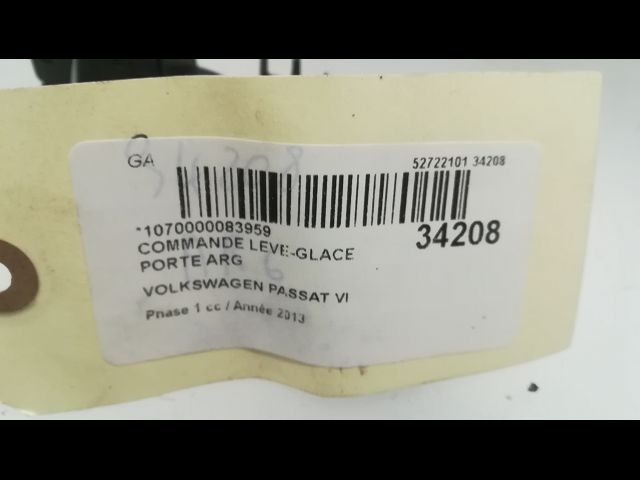 GA
52722101 34208
*1070000083959
34208
COMMANDE LEVE-GLACE
PORTE ARG
VOLKSWAGEN PASSAT VI
Phase 1 cc / Année 2013